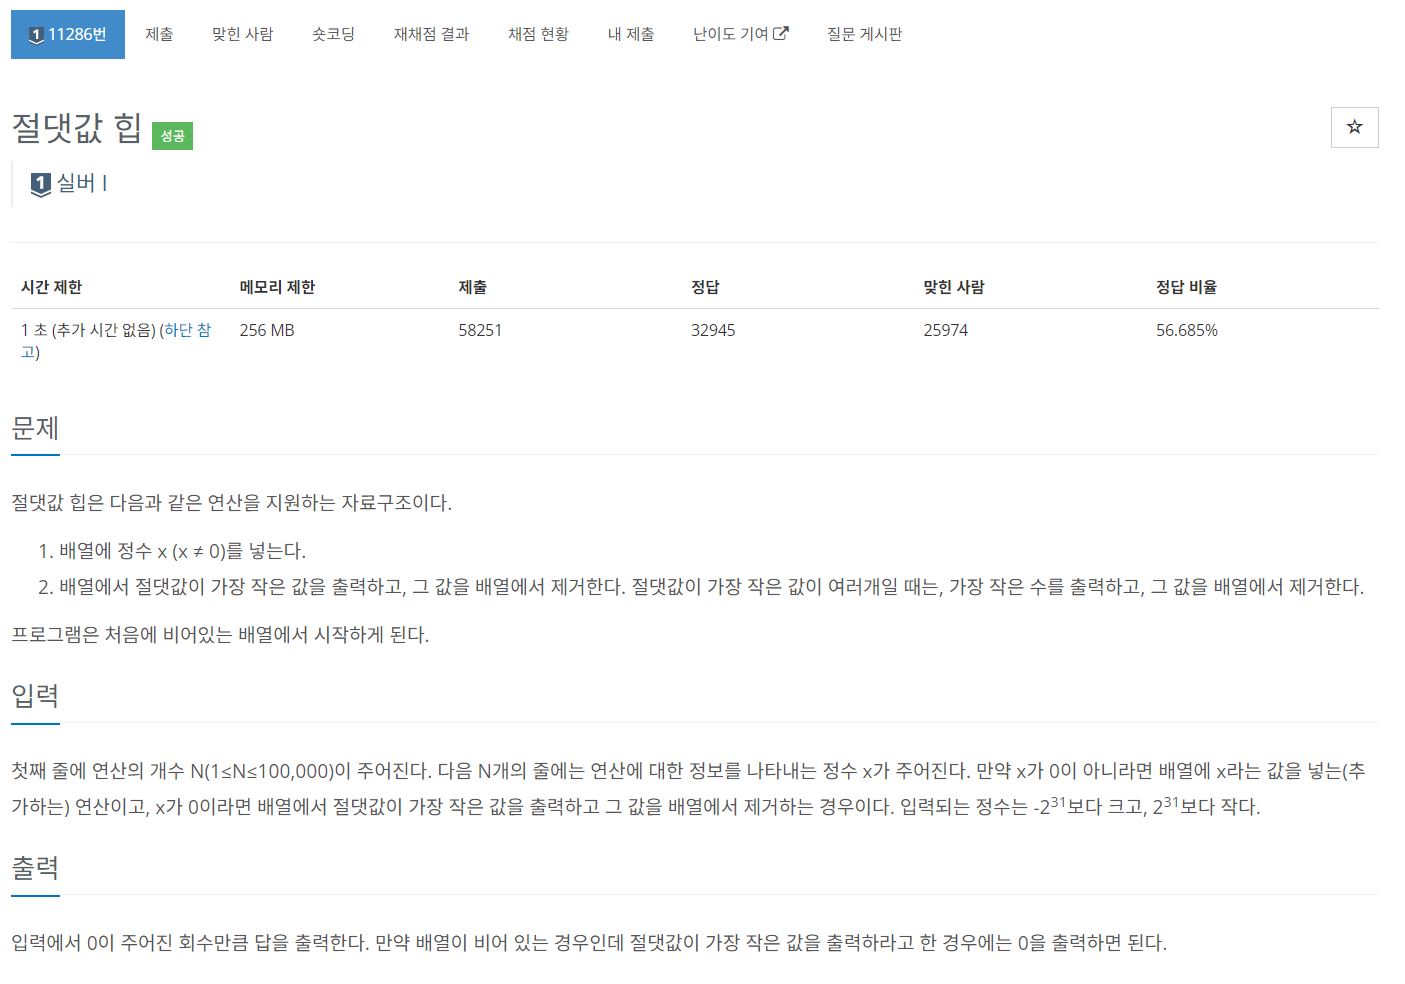 1 11286번 제출 맞힌 사람 숏코딩 재채점 결과 채점 현황 내 제출 난이도 기여 질문 게시판
절댓값 힙 성공
1 실버 I
시간 제한 메모리 제한 제출 정답 맞힌 사람 정답 비율
1 초 (추가 시간 없음) (하단 참 256 MB 58251 32945 25974 56.685%
고)
문제
절댓값 힙은 다음과 같은 연산을 지원하는 자료구조이다.
1. 배열에 정수 x (x ≠ 0)를 넣는다.
2. 배열에서 절댓값이 가장 작은 값을 출력하고, 그 값을 배열에서 제거한다. 절댓값이 가장 작은 값이 여러개일 때는, 가장 작은 수를 출력하고, 그 값을 배열에서 제거한다.
프로그램은 처음에 비어있는 배열에서 시작하게 된다.
입력
첫째 줄에 연산의 개수 N(1≤N≤100,000)이 주어진다. 다음 N개의 줄에는 연산에 대한 정보를 나타내는 정수 x가 주어진다. 만약 x가 0이 아니라면 배열에 x라는 값을 넣는(추
가하는) 연산이고, x가 0이라면 배열에서 절댓값이 가장 작은 값을 출력하고 그 값을 배열에서 제거하는 경우이다. 입력되는 정수는 -2³¹보다 크고, 2³¹보다 작다.
출력
입력에서 0이 주어진 회수만큼 답을 출력한다. 만약 배열이 비어 있는 경우인데 절댓값이 가장 작은 값을 출력하라고 한 경우에는 0을 출력하면 된다.